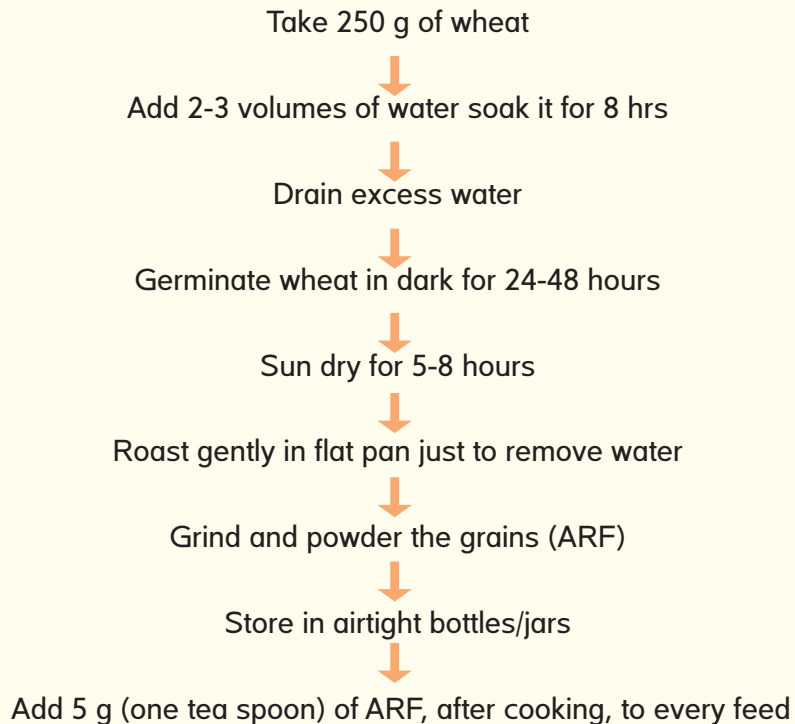 Take 250 g of wheat
Add 2-3 volumes of water soak it for 8 hrs
Drain excess water
Germinate wheat in dark for 24-48 hours
Sun dry for 5-8 hours
Roast gently in flat pan just to remove water
Grind and powder the grains (ARF)
Store in airtight bottles/jars
Add 5 g (one tea spoon) of ARF, after cooking, to every feed